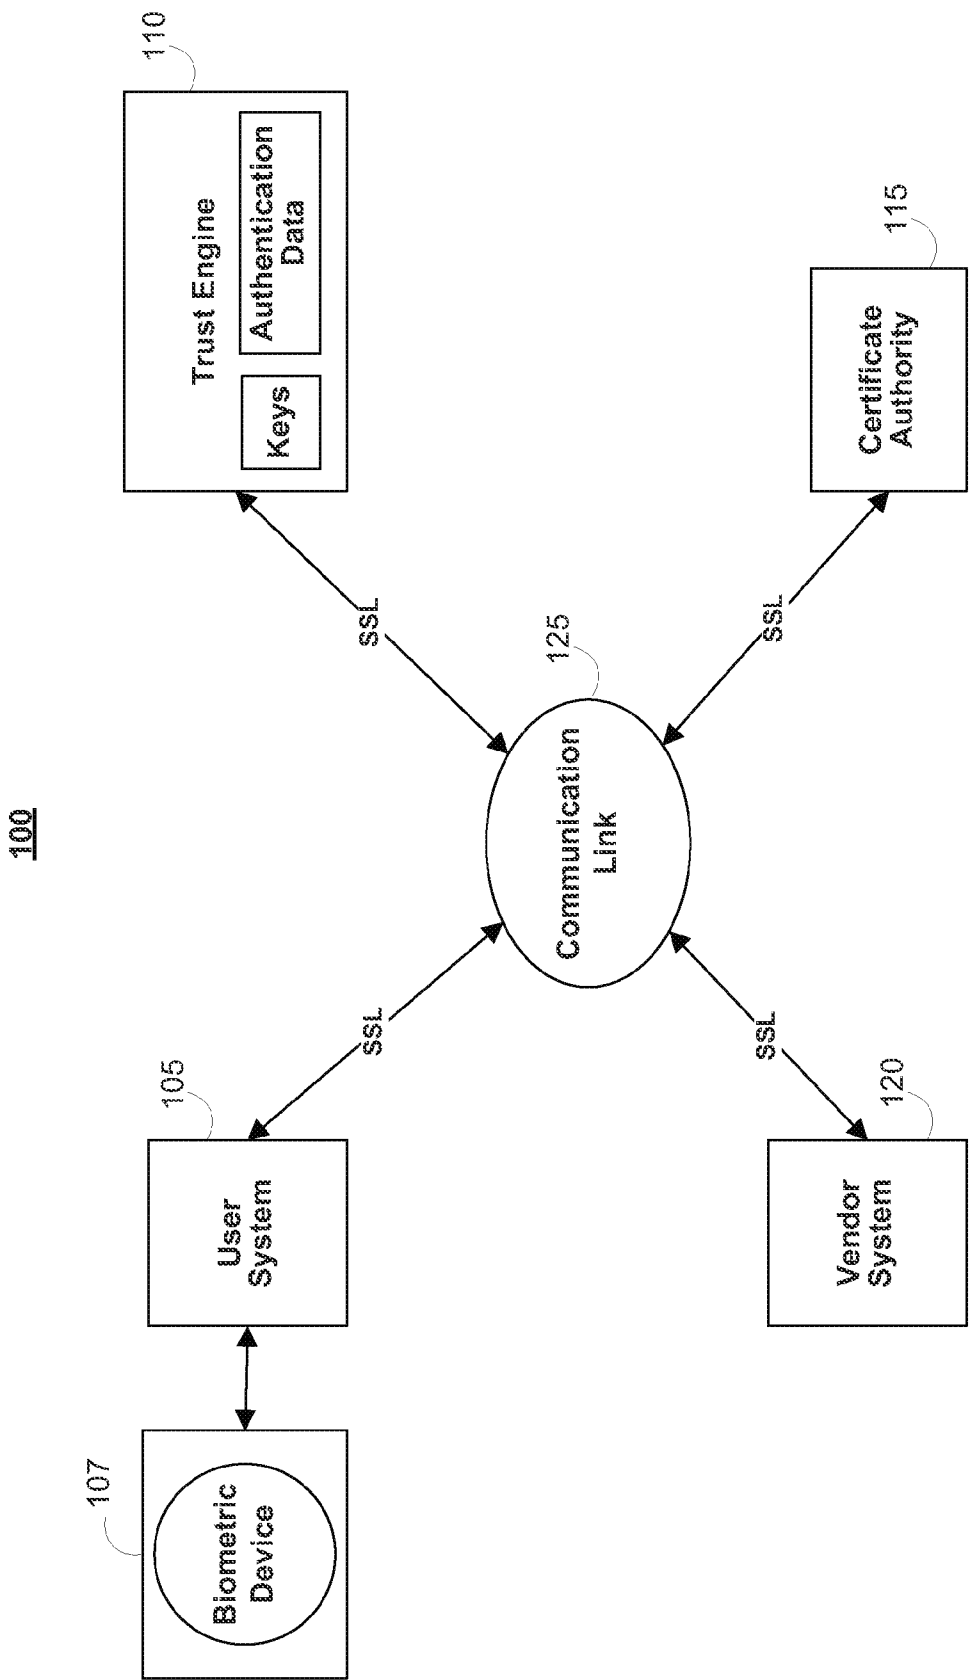 100
107
Biometric
Device
105
User
System
SSL
110
Trust Engine
Keys
Authentication
Data
SSL
125
Communication
Link
120
Vendor
System
SSL
115
Certificate
Authority
SSL